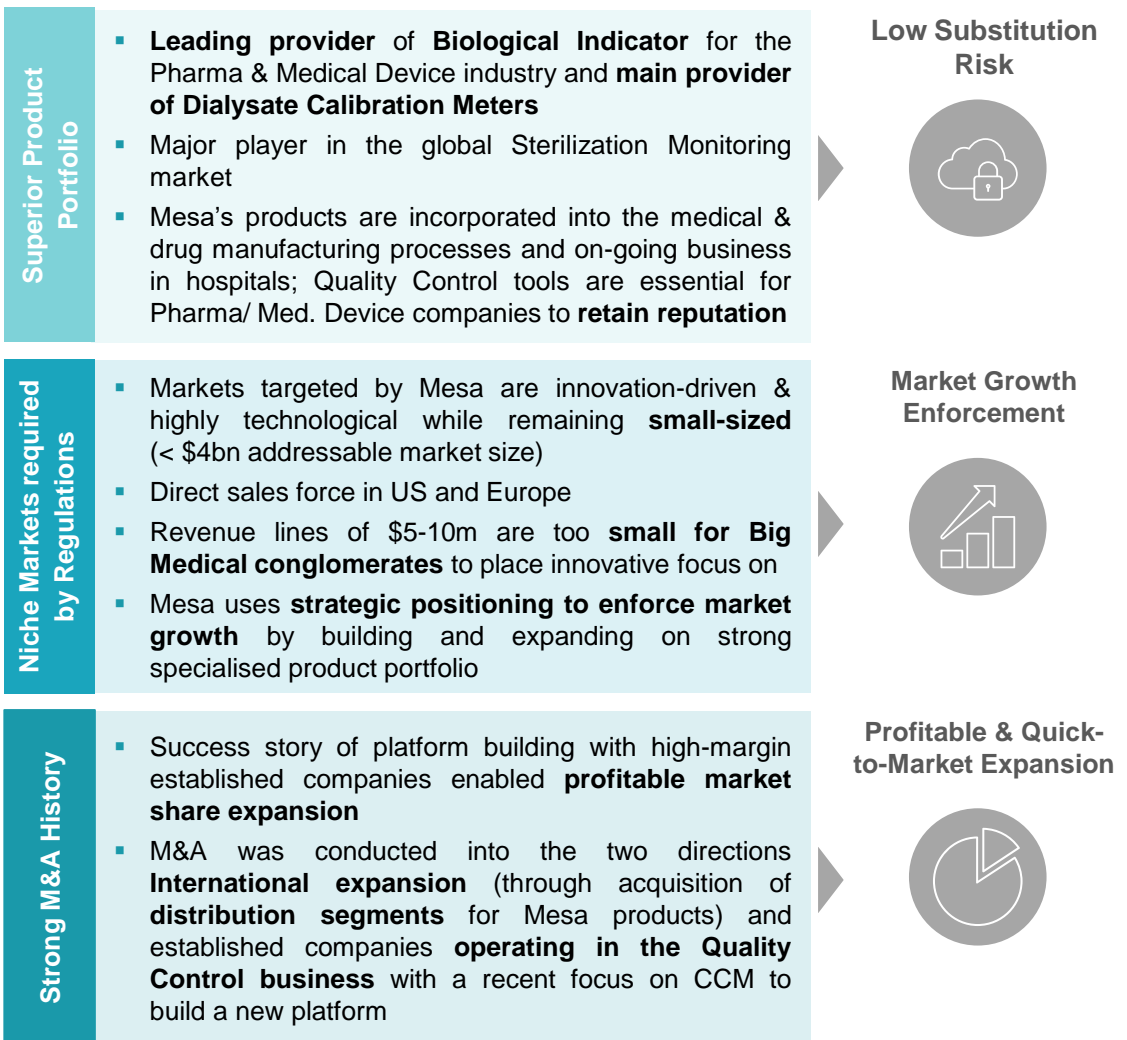 Superior Product
Portfolio
▪ Leading provider of Biological Indicator for the
Pharma & Medical Device industry and main provider
of Dialysate Calibration Meters
▪ Major player in the global Sterilization Monitoring
market
▪ Mesa’s products are incorporated into the medical &
drug manufacturing processes and on-going business
in hospitals; Quality Control tools are essential for
Pharma/ Med. Device companies to retain reputation
Low Substitution
Risk
Niche Markets required
by Regulations
▪ Markets targeted by Mesa are innovation-driven &
highly technological while remaining small-sized
(< $4bn addressable market size)
▪ Direct sales force in US and Europe
▪ Revenue lines of $5-10m are too small for Big
Medical conglomerates to place innovative focus on
▪ Mesa uses strategic positioning to enforce market
growth by building and expanding on strong
specialised product portfolio
Market Growth
Enforcement
Strong M&A History
▪ Success story of platform building with high-margin
established companies enabled profitable market
share expansion
▪ M&A was conducted into the two directions
International expansion (through acquisition of
distribution segments for Mesa products) and
established companies operating in the Quality
Control business with a recent focus on CCM to
build a new platform
Profitable & Quick-
to-Market Expansion